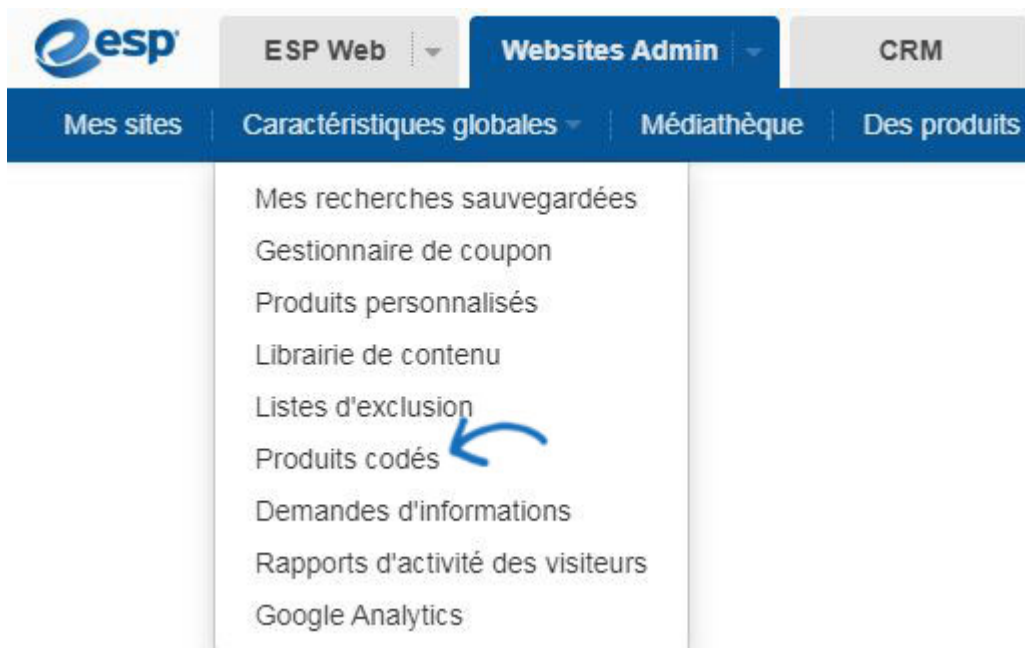 esp
ESP Web
Websites Admin
CRM
Mes sites
Caractéristiques globales
Médiathèque
Des produits
Mes recherches sauvegardées
Gestionnaire de coupon
Produits personnalisés
Librairie de contenu
Listes d'exclusion
Produits codés
Demandes d'informations
Rapports d'activité des visiteurs
Google Analytics